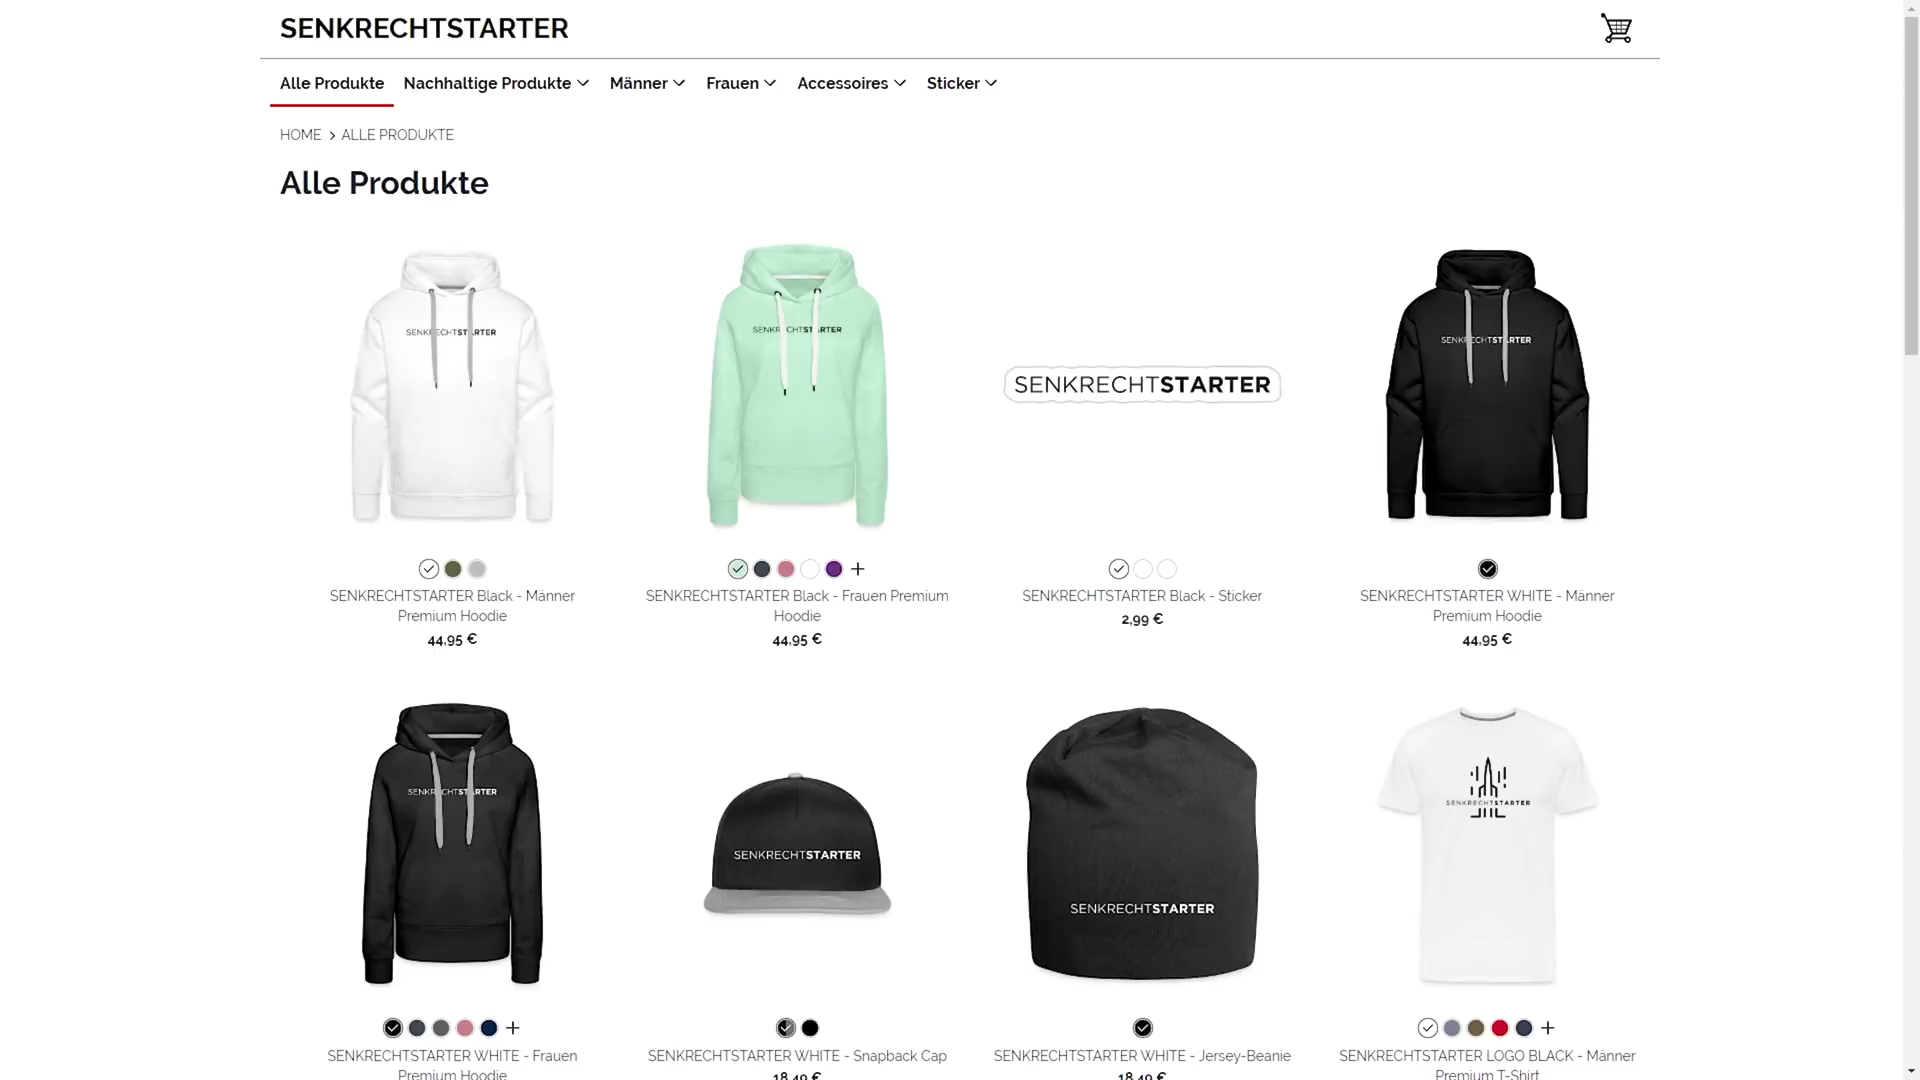 SENKRECHTSTARTER
Alle Produkte Nachhaltige Produkte Männer Frauen Accessoires Sticker
HOME ALLE PRODUKTE
Alle Produkte
SENKRECHTSTARTER
SENKRECHTSTARTER
SENKRECHTSTARTER
SENKRECHTSTARTER
SENKRECHTSTARTER Black - Männer
Premium Hoodie
44,95 €
SENKRECHTSTARTER Black - Frauen Premium
Hoodie
44,95 €
SENKRECHTSTARTER Black - Sticker
2,99 €
SENKRECHTSTARTER WHITE - Männer
Premium Hoodie
44,95 €
SENKRECHTSTARTER
SENKRECHTSTARTER
SENKRECHTSTARTER
SENKRECHTSTARTER
SENKRECHTSTARTER WHITE - Frauen
Premium Hoodie
SENKRECHTSTARTER WHITE - Snapback Cap
18,49 €
SENKRECHTSTARTER WHITE - Jersey-Beanie
18,49 €
SENKRECHTSTARTER LOGO BLACK - Männer
Premium T-Shirt